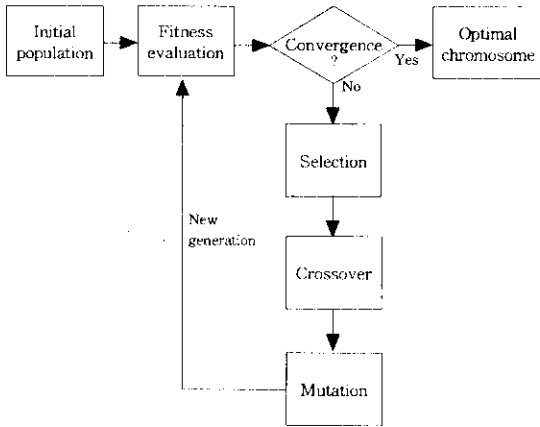 Initial
population
Fitness
evaluation
Convergence
?
Yes
Optimal
chromosome
No
Selection
New
generation
Crossover
Mutation